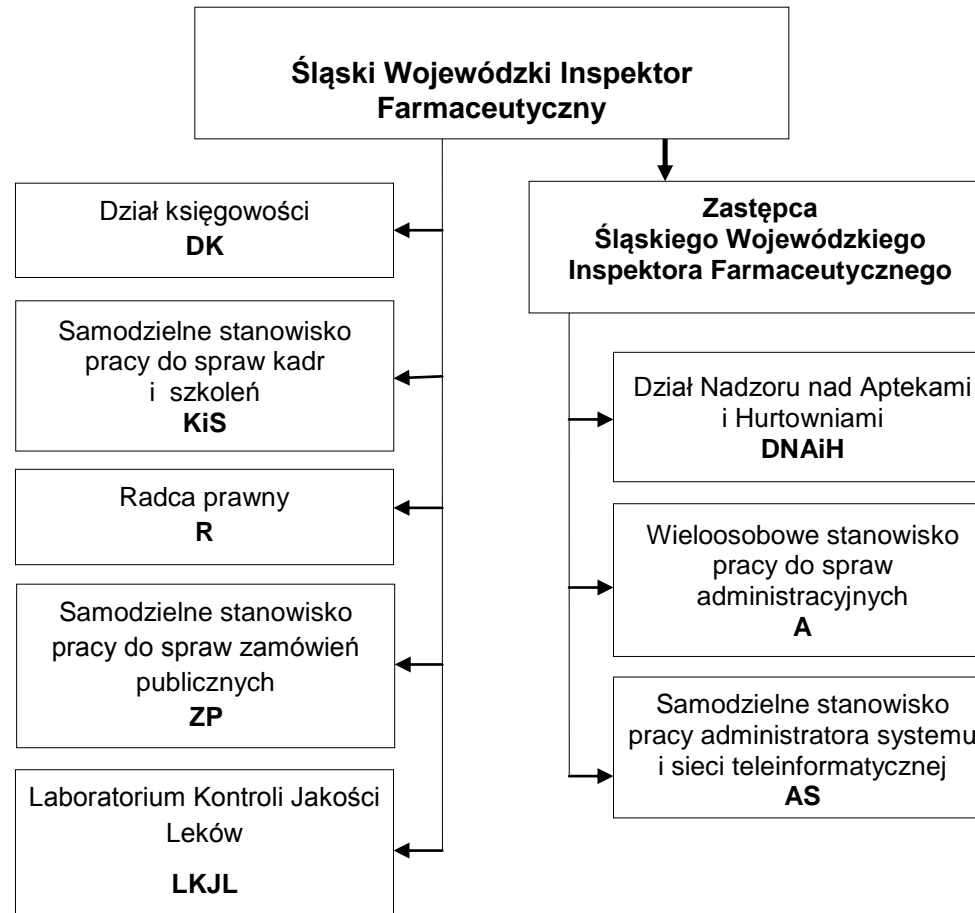 Śląski Wojewódzki Inspektor
Farmaceutyczny
Dział księgowości
DK
Samodzielne stanowisko
pracy do spraw kadr
i szkoleń
KiS
Radca prawny
R
Samodzielne stanowisko
pracy do spraw zamówień
publicznych
ZP
Laboratorium Kontroli Jakości
Leków
LKJL
Zastępca
Śląskiego Wojewódzkiego
Inspektora Farmaceutycznego
Dział Nadzoru nad Aptekami
i Hurtowniami
DNAiH
Wieloosobowe stanowisko
pracy do spraw
administracyjnych
A
Samodzielne stanowisko
pracy administratora systemu
i sieci teleinformatycznej
AS